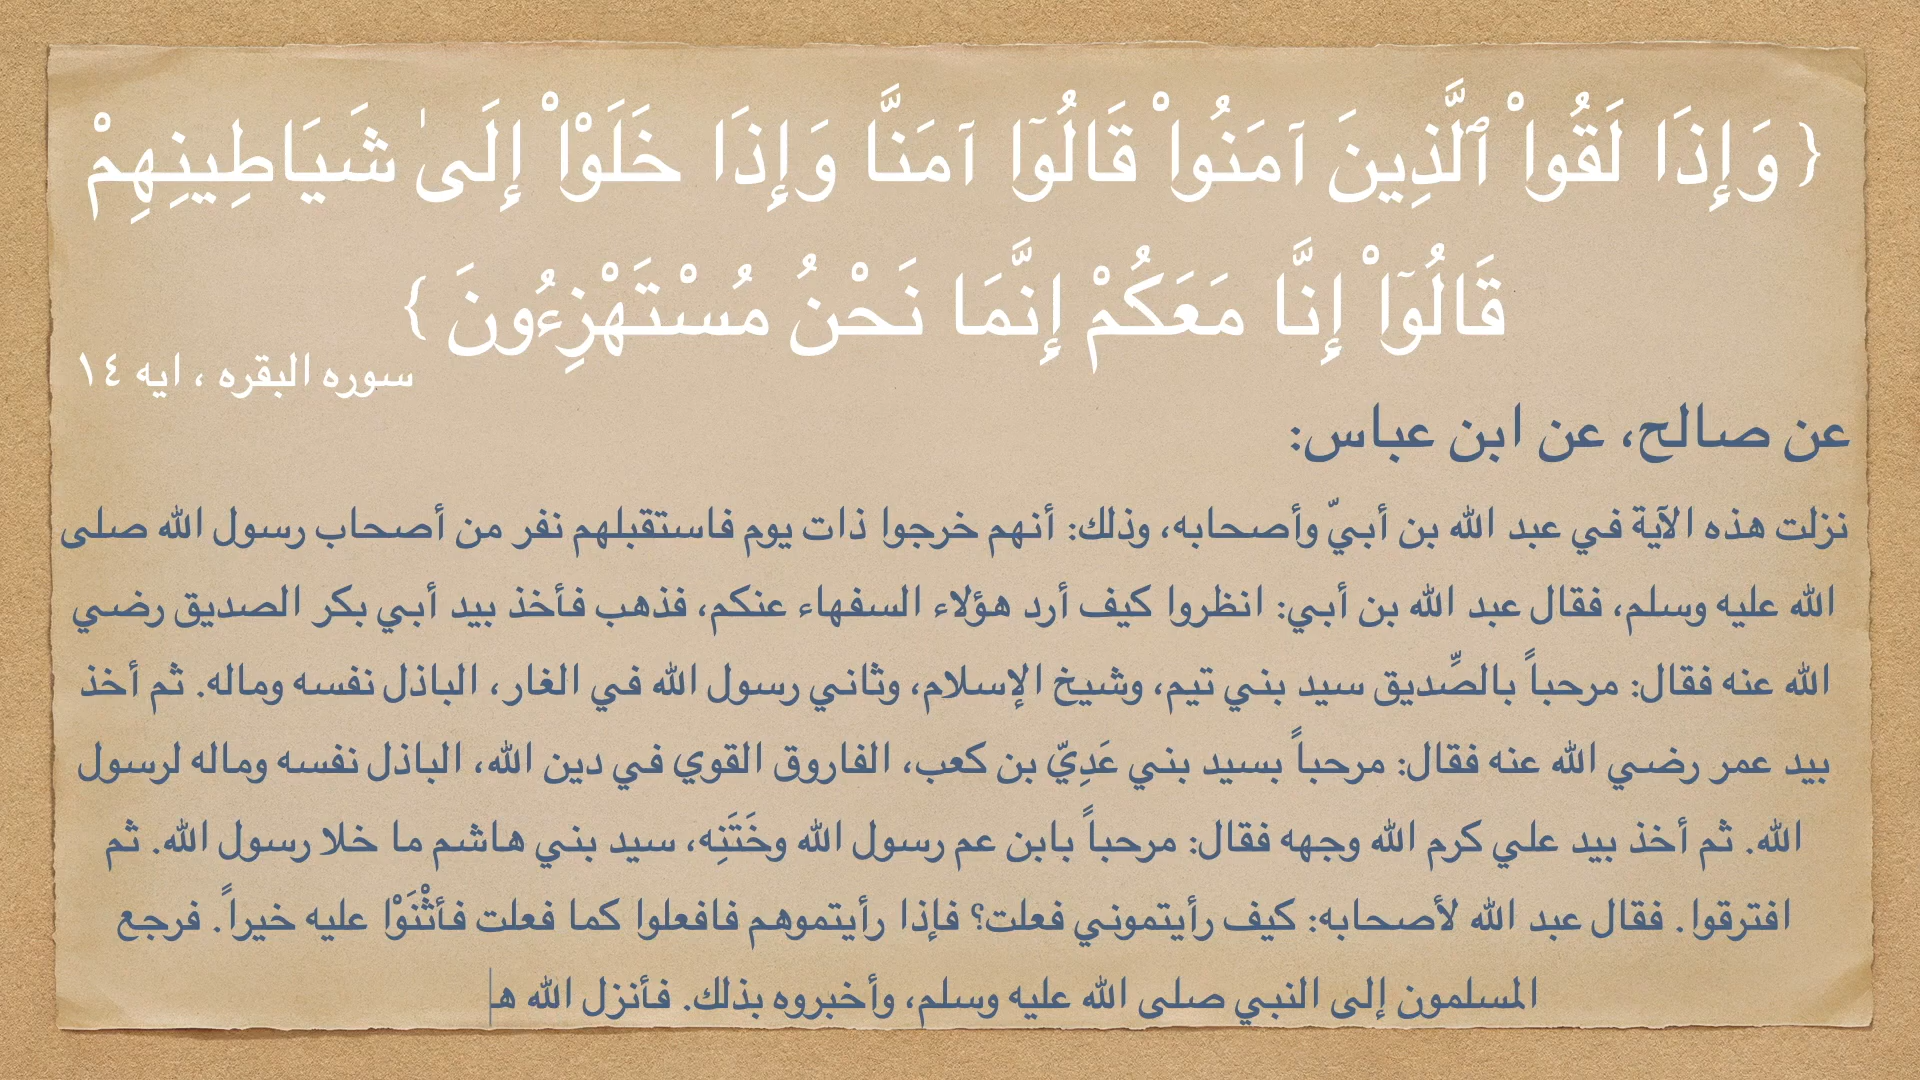 { وَإِذَا لَقُواْ ٱلَّذِينَ آمَنُواْ قَالُوۤا آمَنَّا وَإِذَا خَلَوْاْ إِلَىٰ شَيَاطِينِهِمْ
قَالُوۤاْ إِنَّا مَعَكُمْ إِنَّمَا نَحْنُ مُسْتَهْزِءُونَ }
سوره البقره ، ايه ١٤
عن صالح، عن ابن عباس:
نزلت هذه الآية في عبد الله بن أبيّ وأصحابه، وذلك: أنهم خرجوا ذات يوم فاستقبلهم نفر من أصحاب رسول الله صلى
الله عليه وسلم، فقال عبد الله بن أبي: انظروا كيف أرد هؤلاء السفهاء عنكم، فذهب فأخذ بيد أبي بكر الصديق رضي
الله عنه فقال: مرحباً بالصِّديق سيد بني تيم، وشيخ الإسلام، وثاني رسول الله في الغار، الباذل نفسه وماله. ثم أخذ
بيد عمر رضي الله عنه فقال: مرحباً بسيد بني عَدِيّ بن كعب، الفاروق القوي في دين الله، الباذل نفسه وماله لرسول
الله. ثم أخذ بيد علي كرم الله وجهه فقال: مرحباً بابن عم رسول الله وخَتَنِه، سيد بني هاشم ما خلا رسول الله. ثم
افترقوا. فقال عبد الله لأصحابه: كيف رأيتموني فعلت؟ فإذا رأيتموهم فافعلوا كما فعلت فأثْنَوْا عليه خيراً. فرجع
المسلمون إلى النبي صلى الله عليه وسلم، وأخبروه بذلك. فأنزل الله هـ